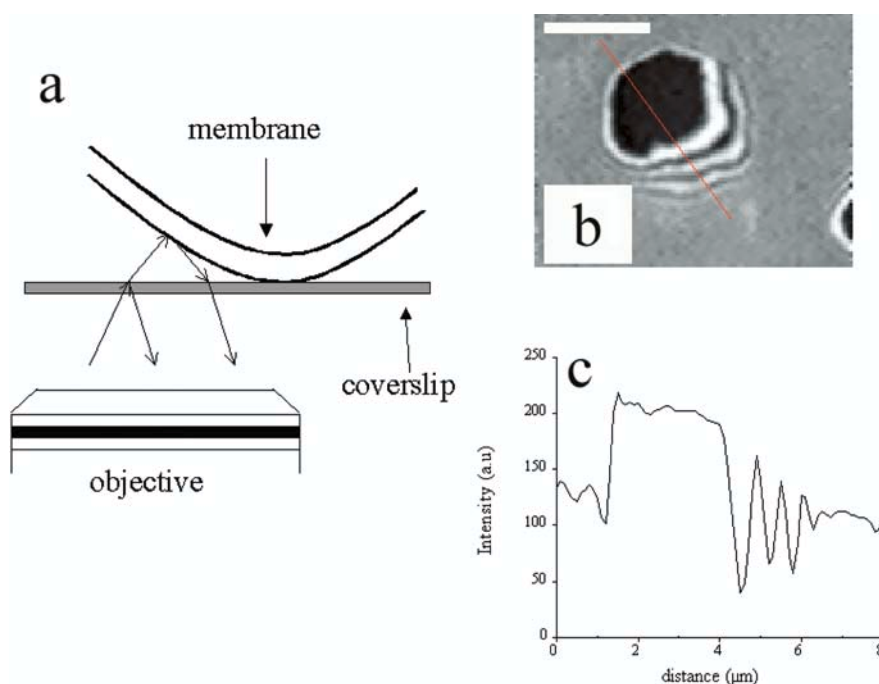 a
membrane
coverslip
objective
b
c
250
200
150
100
50
0
Intensity (a.u)
0
2
4
6
8
distance (μm)